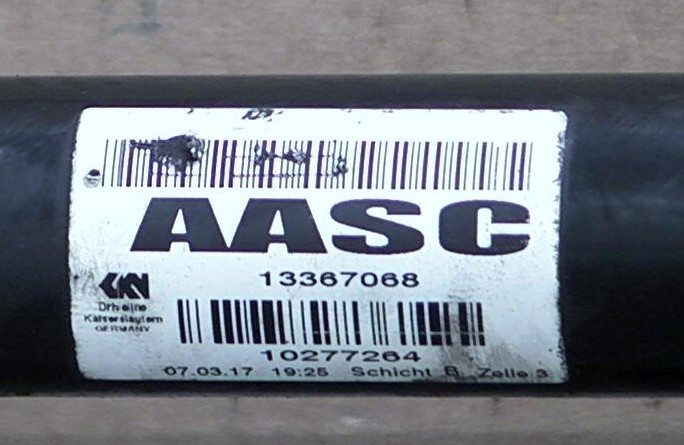 AASC
13367068
GKN
Driveline
Kaiserslautern
GERMANY
10277264
07.03.17 19:25 Schicht B, Zelle 3